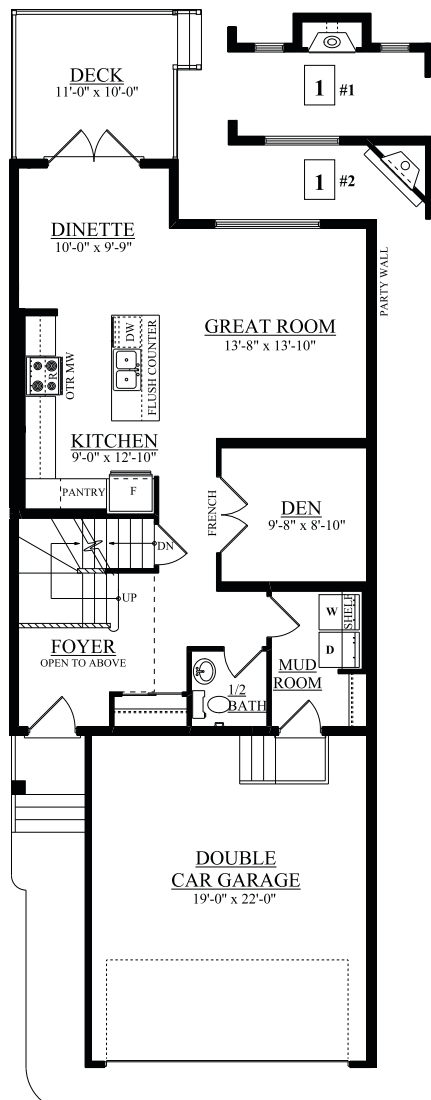 DECK
11'-0" x 10'-0"
1 #1
1 #2
DINETTE
10'-0" x 9'-9"
PARTY WALL
GREAT ROOM
13'-8" x 13'-10"
DW
FLUSH COUNTER
R
OTR MW
KITCHEN
9'-0" x 12'-10"
PANTRY
F
FRENCH
DEN
9'-8" x 8'-10"
DN
UP
W
SHELF
D
FOYER
OPEN TO ABOVE
MUD
ROOM
1/2
BATH
DOUBLE
CAR GARAGE
19'-0" x 22'-0"